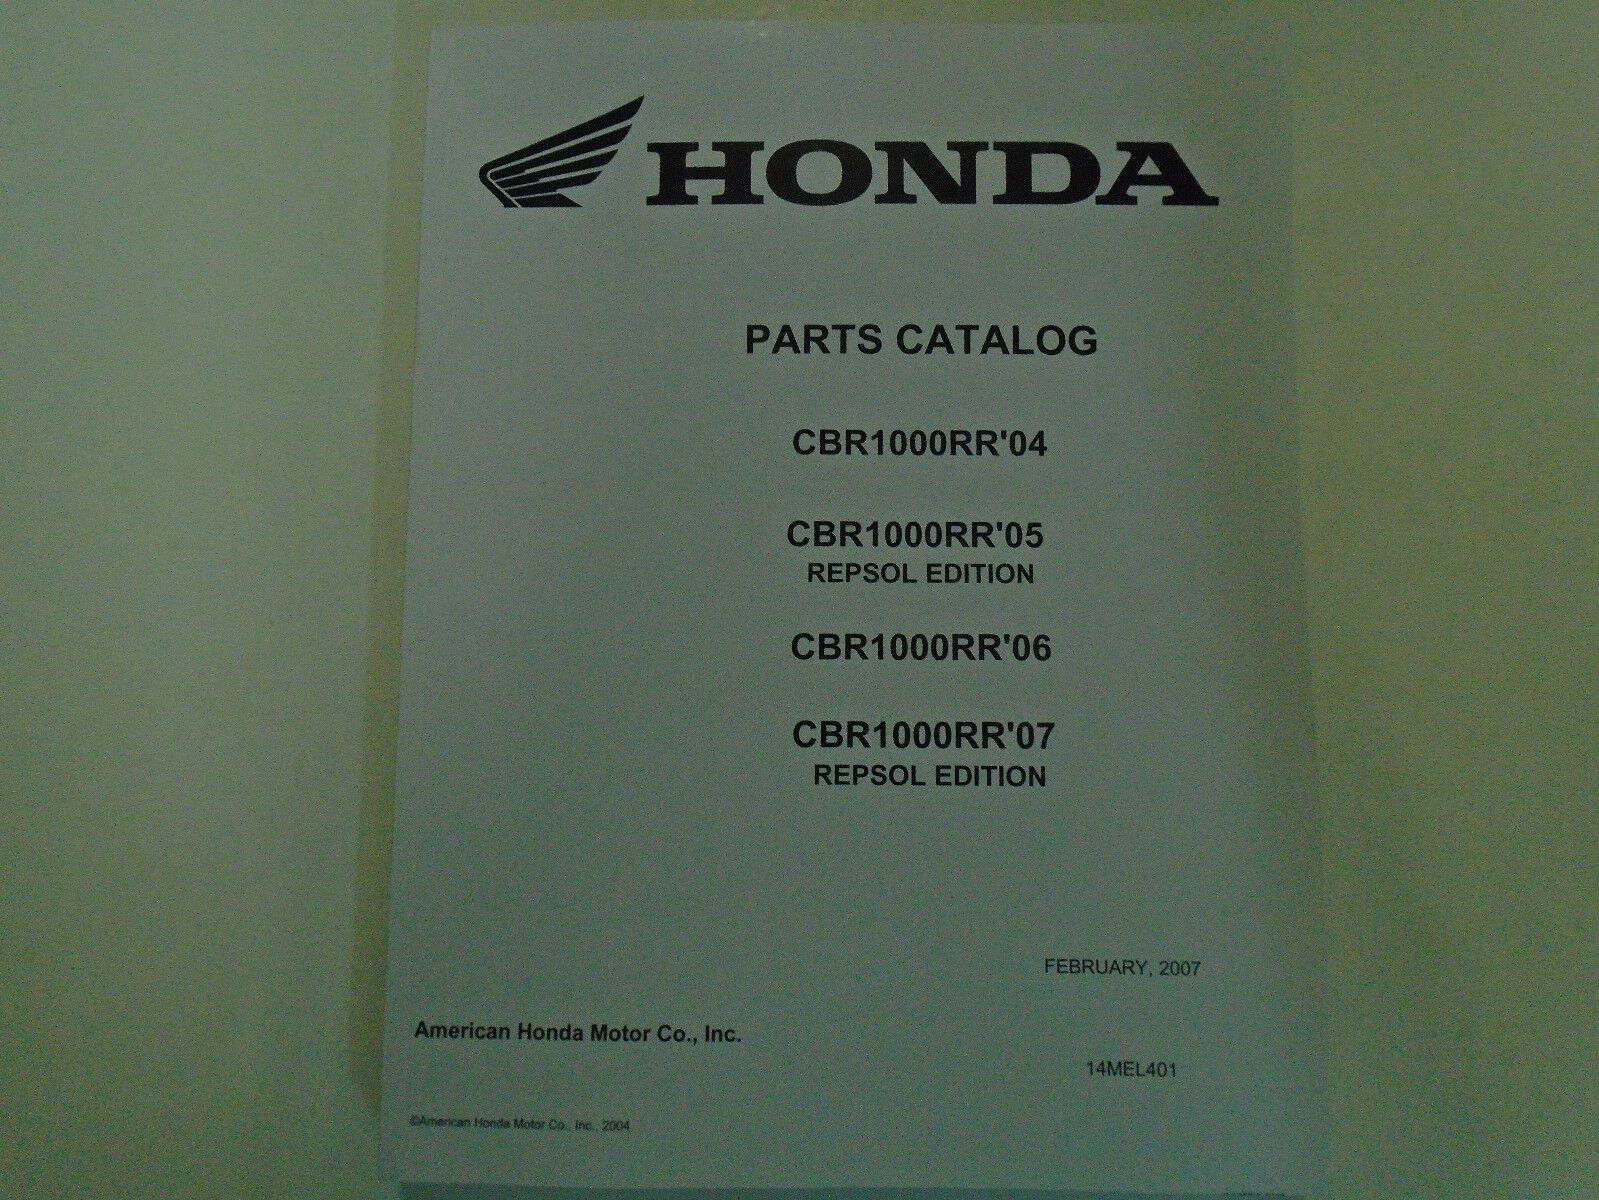 HONDA
PARTS CATALOG
CBR1000RR'04
CBR1000RR'05
REPSOL EDITION
CBR1000RR'06
CBR1000RR'07
REPSOL EDITION
FEBRUARY, 2007
American Honda Motor Co., Inc.
14MEL401
©American Honda Motor Co., Inc., 2004